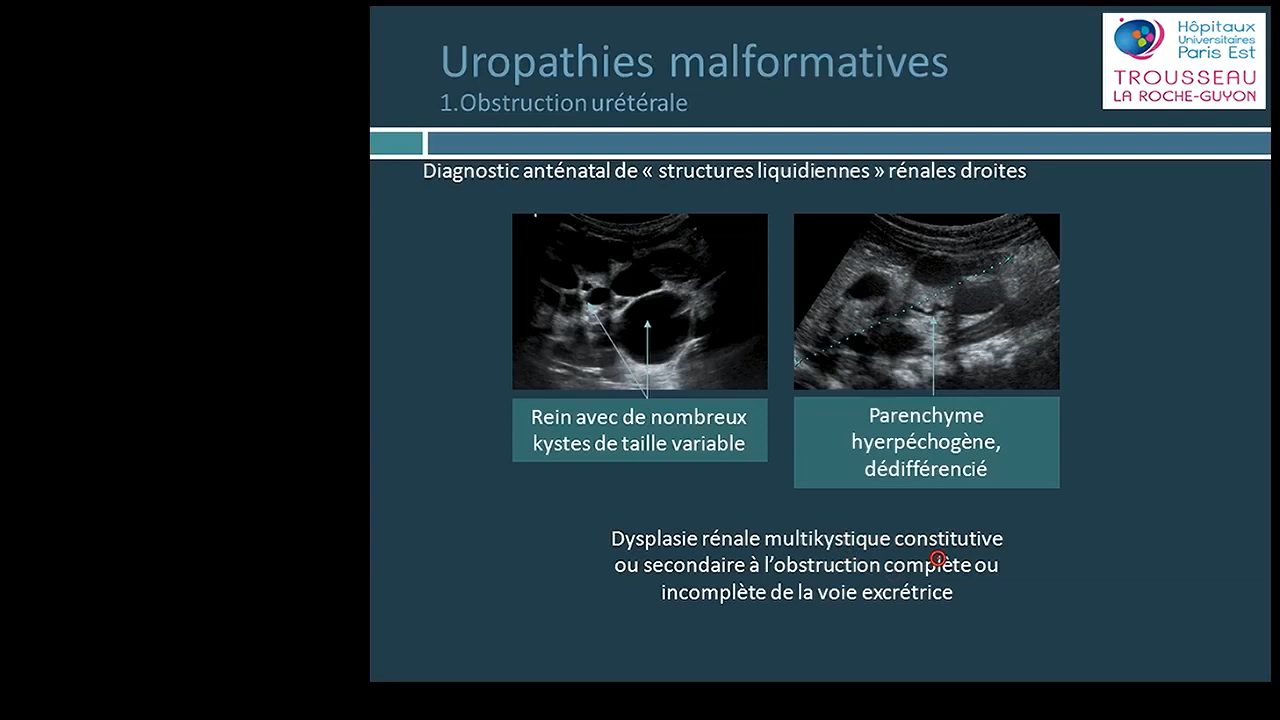 Uropathies malformatives
1.Obstruction urétérale
Hôpitaux
Universitaires
Paris Est
TROUSSEAU
LA ROCHE-GUYON
Diagnostic anténatal de « structures liquidiennes » rénales droites
Rein avec de nombreux
kystes de taille variable
Parenchyme
hyerpéchogène,
dédifférencié
Dysplasie rénale multikystique constitutive
ou secondaire à l’obstruction complète ou
incomplète de la voie excrétrice